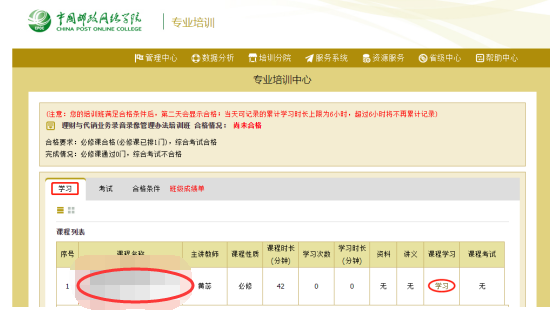 中国邮政网络学院
CHINA POST ONLINE COLLEGE
专业培训
管理中心 数据分析 培训分院 服务系统 资源服务 省级中心 帮助中心
专业培训中心
(注意：您的培训班满足合格条件后，第二天会显示合格；当天可记录的累计学习时长上限为6小时，超过6小时将不再累计记录)
理财与代销业务录音录像管理办法培训班 合格情况： 尚未合格
合格要求：必修课合格(必修课已排1门)，综合考试合格
完成情况：必修课通过0门，综合考试不合格
学习 考试 合格条件 班级成绩单
课程列表
序号 课程名称 主讲教师 课程性质 课程时长(分钟) 学习次数 学习时长(分钟) 资料 讲义 课程学习 课程考试
1 黄苾 必修 42 0 0 无 无 学习 无